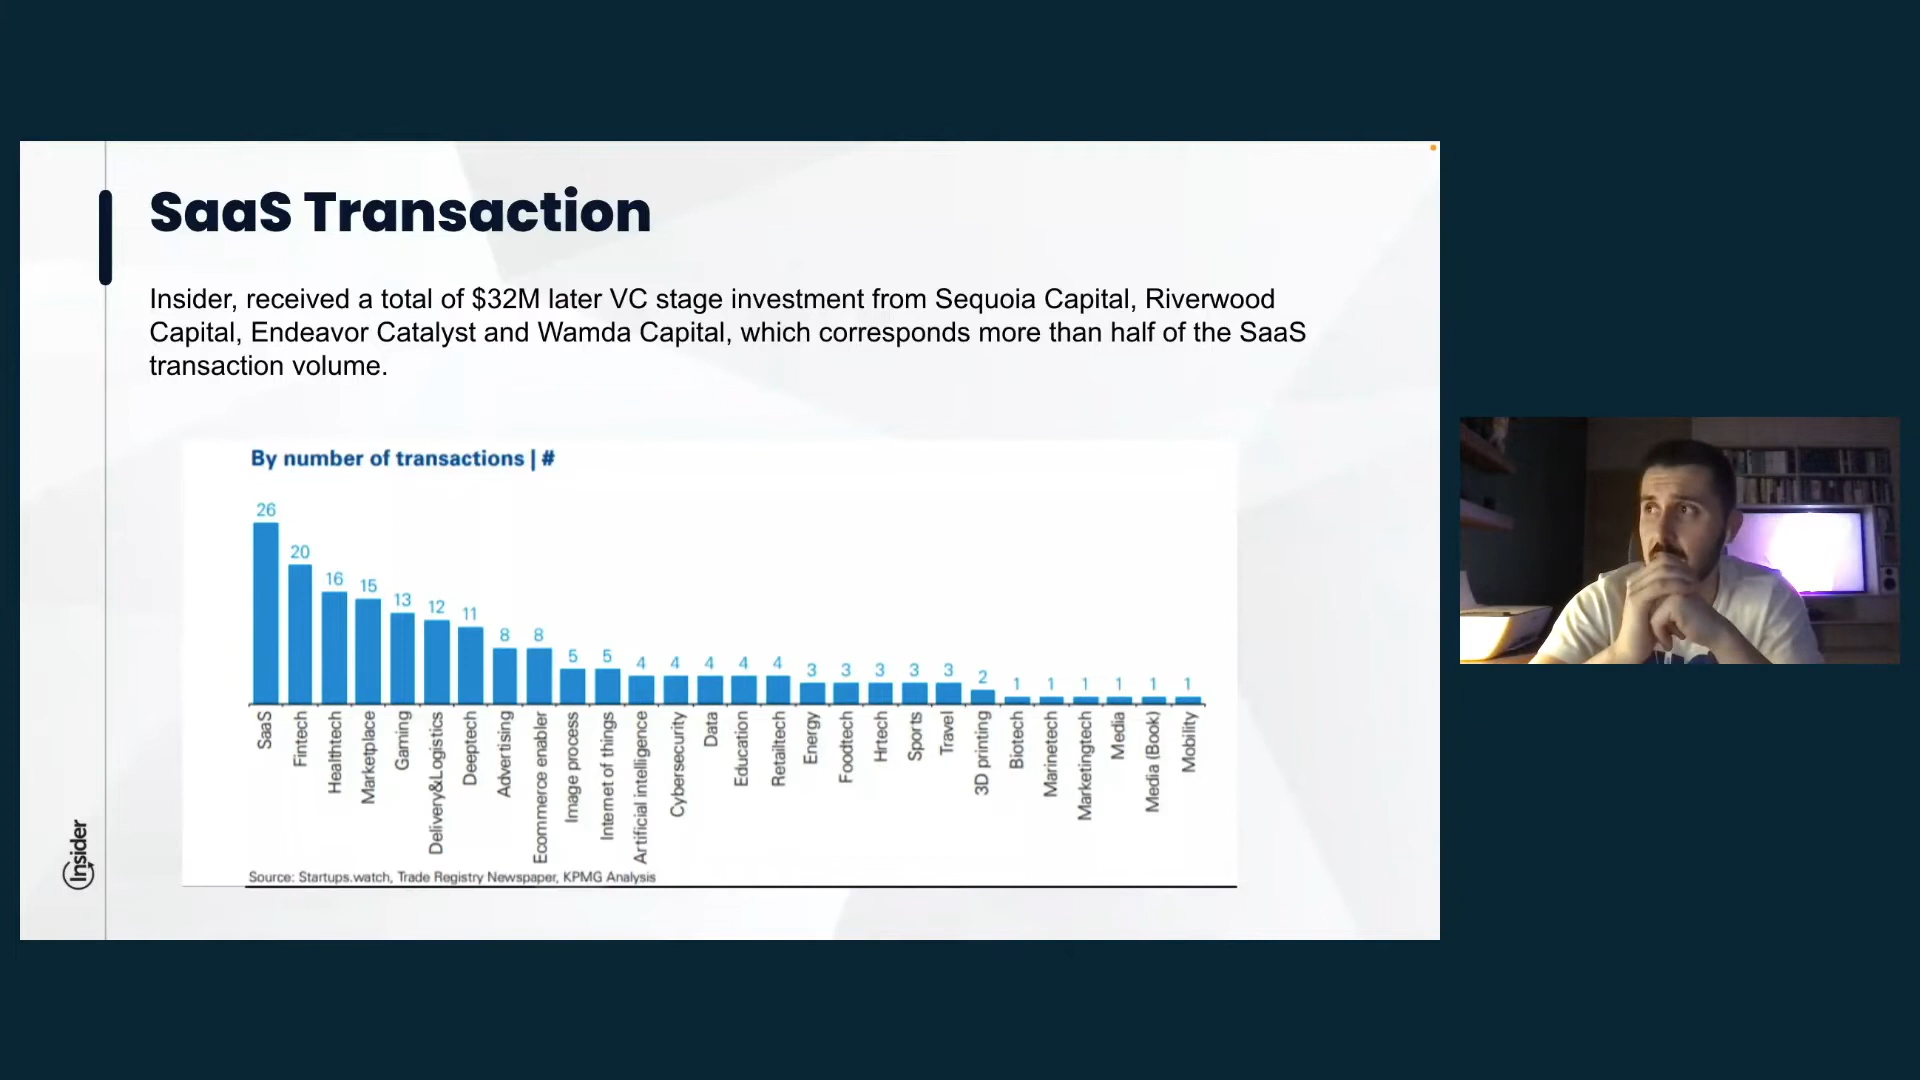 SaaS Transaction
Insider, received a total of $32M later VC stage investment from Sequoia Capital, Riverwood
Capital, Endeavor Catalyst and Wamda Capital, which corresponds more than half of the SaaS
transaction volume.
By number of transactions | #
26 20 16 15 13 12 11 8 8 5 5 4 4 4 4 4 3 3 3 3 3 2 1 1 1 1 1 1
SaaS
Fintech
Healthtech
Marketplace
Gaming
Delivery&Logistics
Deeptech
Advertising
Ecommerce enabler
Image process
Internet of things
Artificial intelligence
Cybersecurity
Data
Education
Retailtech
Energy
Foodtech
Hrtech
Sports
Travel
3D printing
Biotech
Marinetech
Marketingtech
Media
Media (Book)
Mobility
Source: Startups.watch, Trade Registry Newspaper, KPMG Analysis
Insider